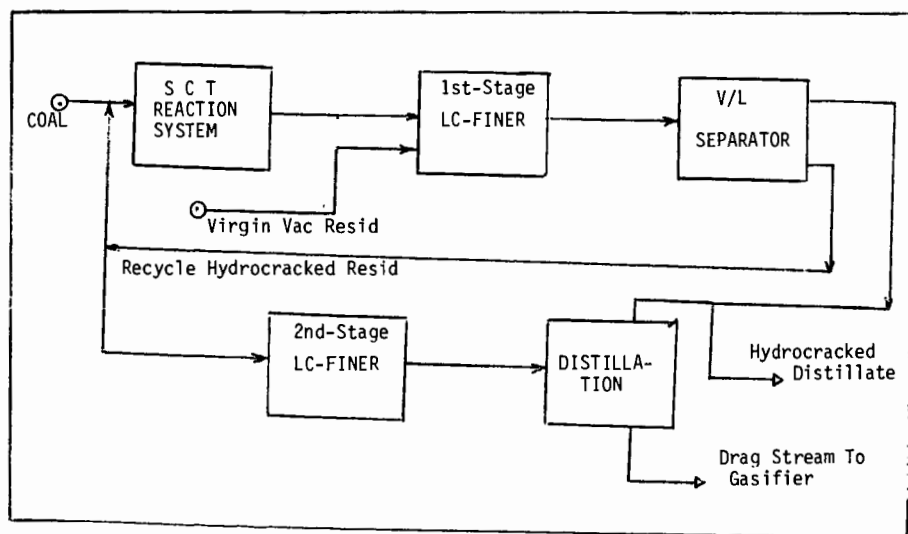 S C T
REACTION
SYSTEM
1st-Stage
LC-FINER
V/L
SEPARATOR
COAL
Virgin Vac Resid
Recycle Hydrocracked Resid
2nd-Stage
LC-FINER
DISTILLA-
TION
Hydrocracked
Distillate
Drag Stream To
Gasifier